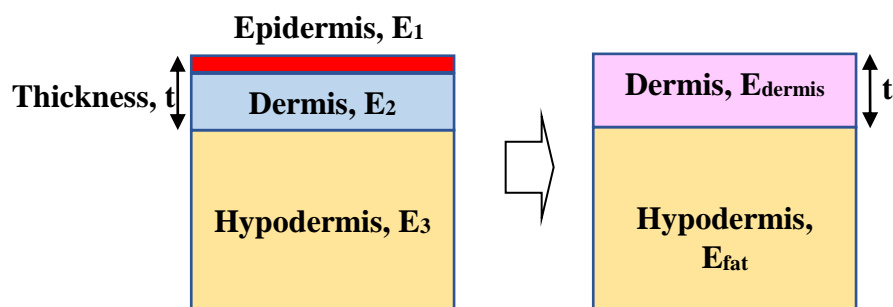 Epidermis, E1
Thickness, t
Dermis, E2
Hypodermis, E3
Dermis, Edermis
t
Hypodermis,
Efat